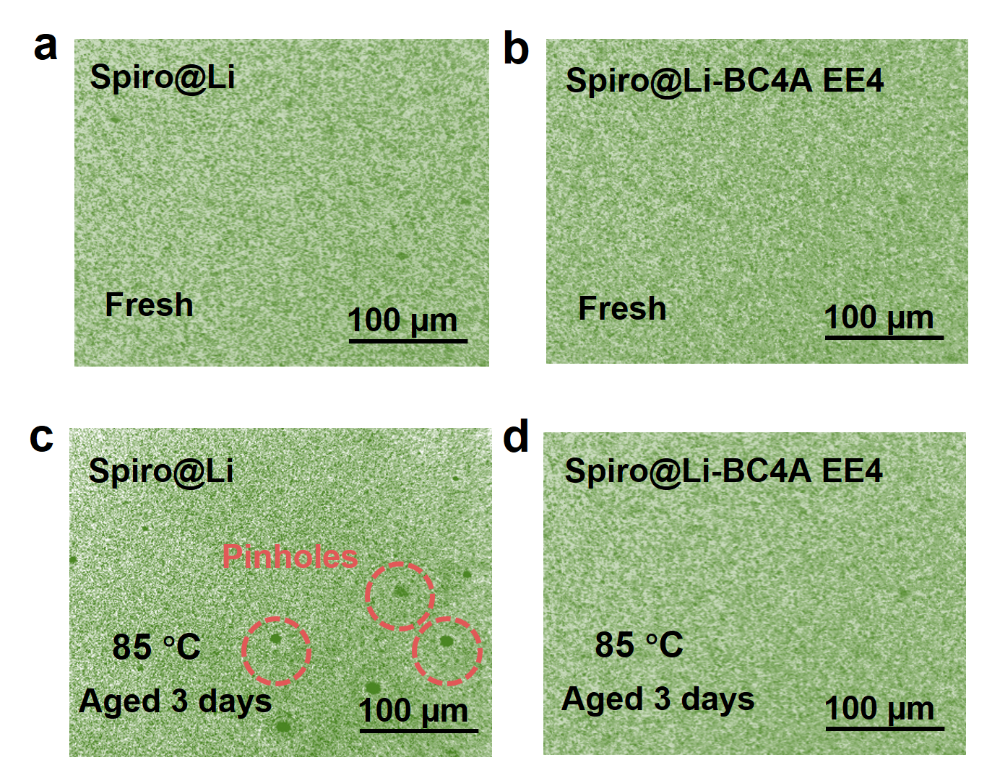 a
Spiro@Li
Fresh
100 µm
b
Spiro@Li-BC4A EE4
Fresh
100 µm
c
Spiro@Li
Pinholes
85 °C
Aged 3 days
100 µm
d
Spiro@Li-BC4A EE4
85 °C
Aged 3 days
100 µm